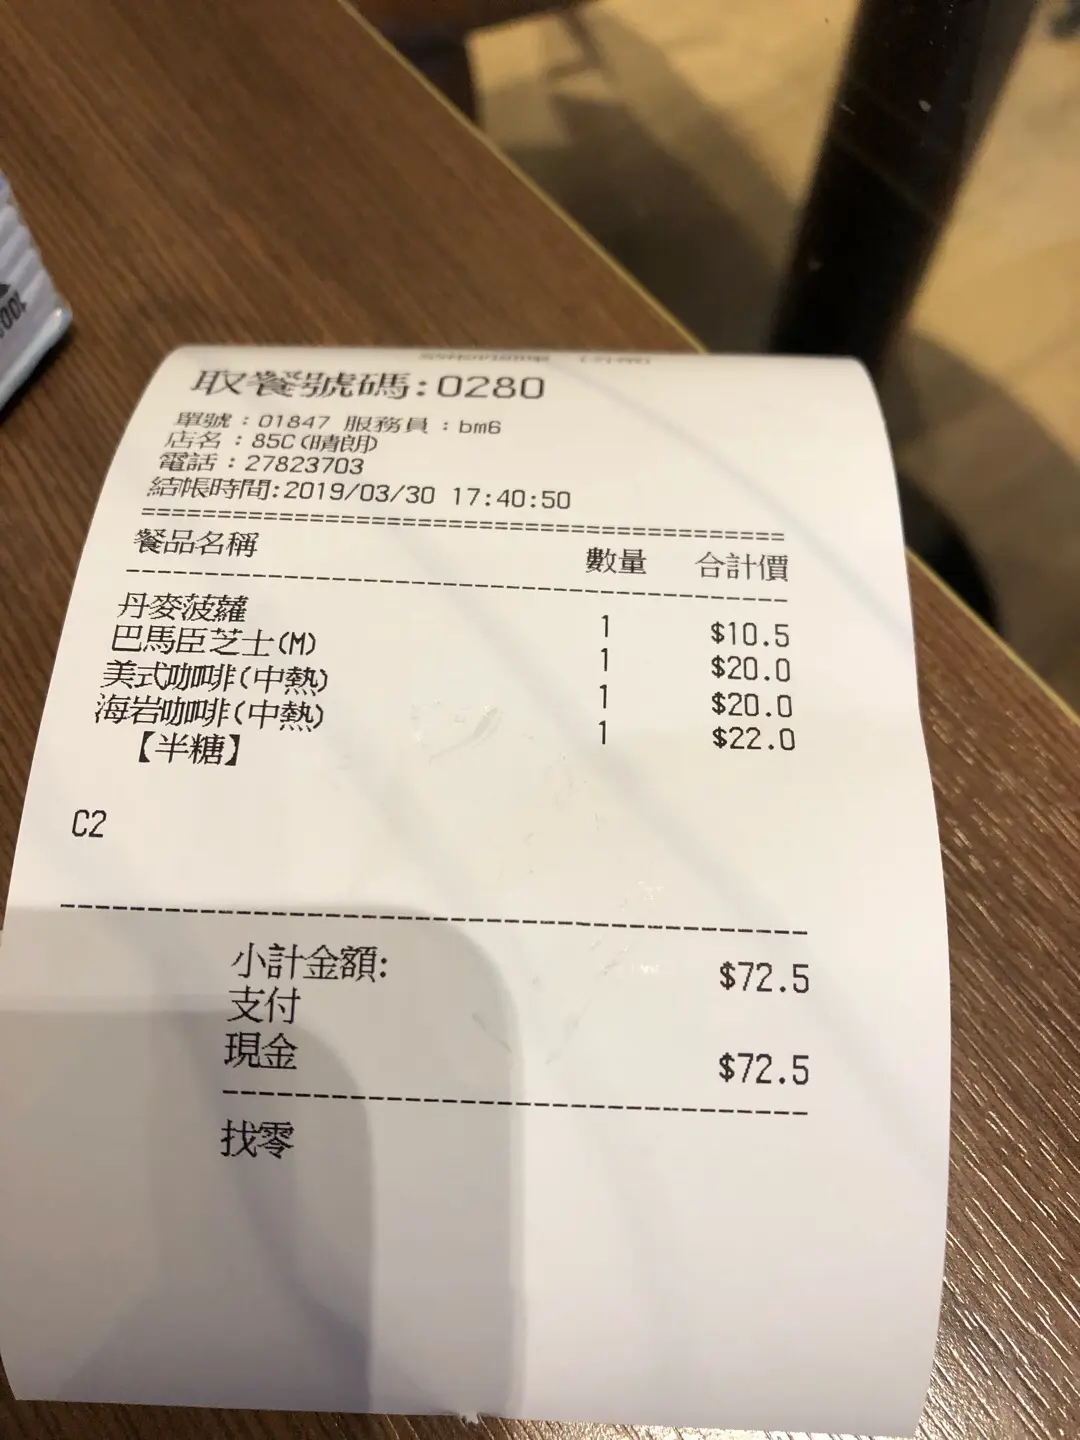 取餐號碼:0280
單號：01847 服務員：bm6
店名：85C(晴朗)
電話：27823703
結帳時間:2019/03/30 17:40:50
餐品名稱 數量 合計價
丹麥菠蘿 1 $10.5
巴馬臣芝士(M) 1 $20.0
美式咖啡(中熱) 1 $20.0
海岩咖啡(中熱) 1 $22.0
【半糖】
C2
小計金額: $72.5
支付
現金 $72.5
找零